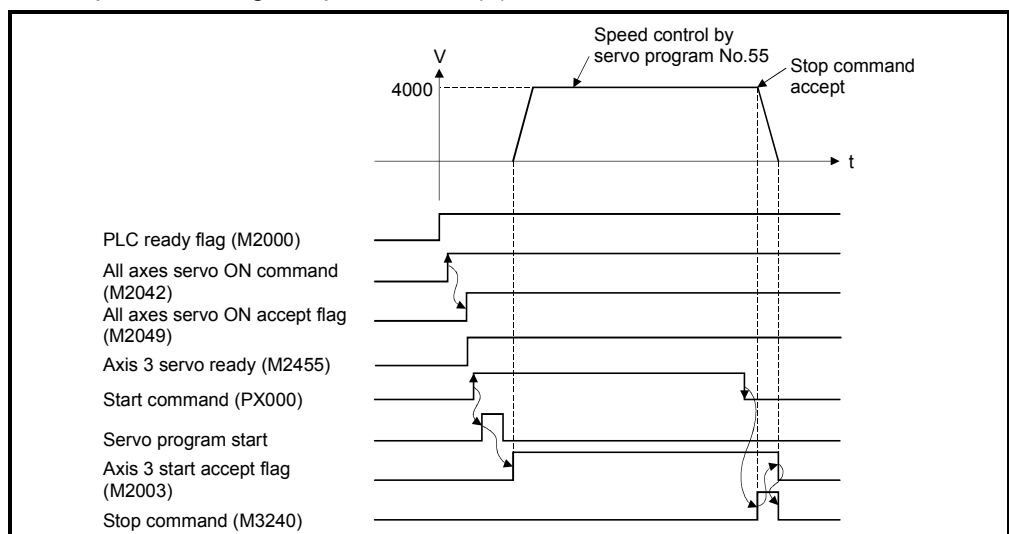 Speed control by
servo program No.55
V
Stop command
accept
4000
t
PLC ready flag (M2000)
All axes servo ON command
(M2042)
All axes servo ON accept flag
(M2049)
Axis 3 servo ready (M2455)
Start command (PX000)
Servo program start
Axis 3 start accept flag
(M2003)
Stop command (M3240)